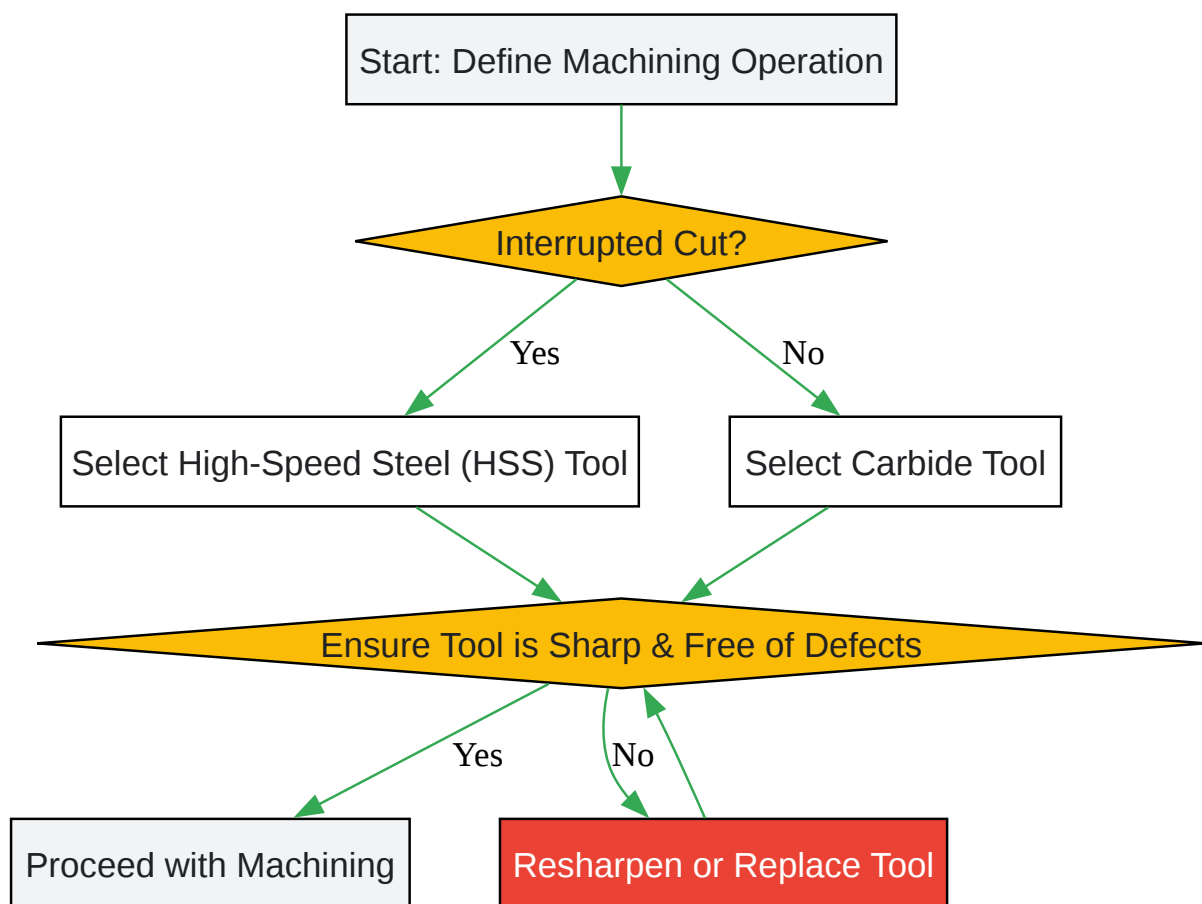 Start: Define Machining Operation
Interrupted Cut?
Yes
No
Select High-Speed Steel (HSS) Tool
Select Carbide Tool
Ensure Tool is Sharp & Free of Defects
Yes
No
Proceed with Machining
Resharpen or Replace Tool